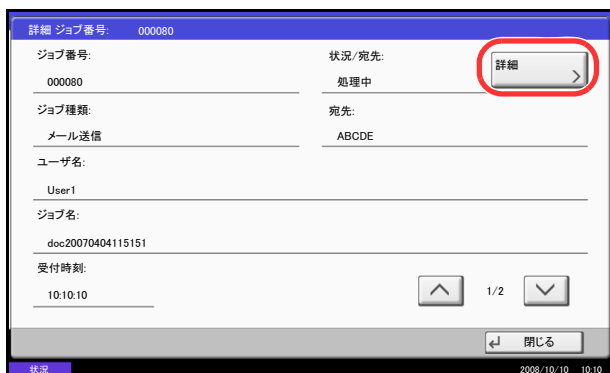 詳細 ジョブ番号: 000080
ジョブ番号:
000080
状況/宛先:
処理中
詳細
ジョブ種類:
メール送信
宛先:
ABCDE
ユーザ名:
User1
ジョブ名:
doc20070404115151
受付時刻:
10:10:10
1/2
閉じる
状況
2008/10/10 10:10